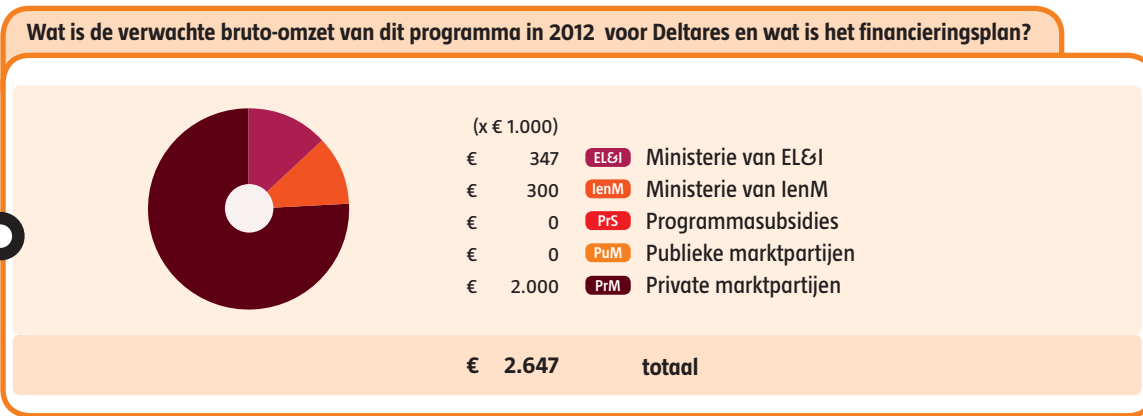 Wat is de verwachte bruto-omzet van dit programma in 2012 voor Deltares en wat is het financieringsplan?
(x € 1.000)
€ 347 EL&I Ministerie van EL&I
€ 300 IenM Ministerie van IenM
€ 0 PrS Programmasubsidies
€ 0 PuM Publieke marktpartijen
€ 2.000 PrM Private marktpartijen
€ 2.647 totaal